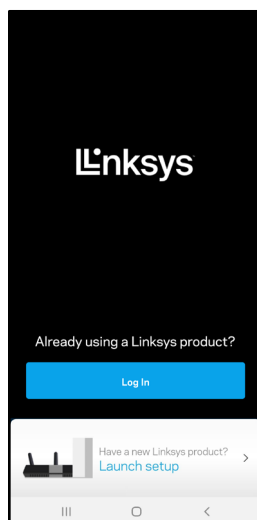 Linksys
Already using a Linksys product?
Log In
Have a new Linksys product?
Launch setup